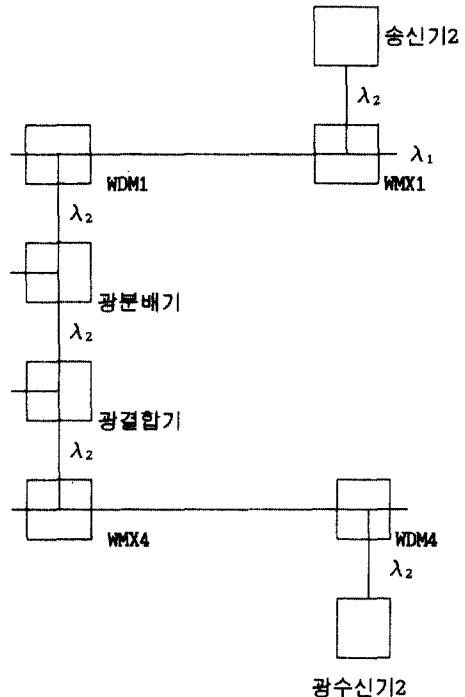 송신기2
λ₂
λ₁
WDM1
WMX1
λ₂
광분배기
λ₂
광결합기
λ₂
WMX4
WDM4
λ₂
광수신기2